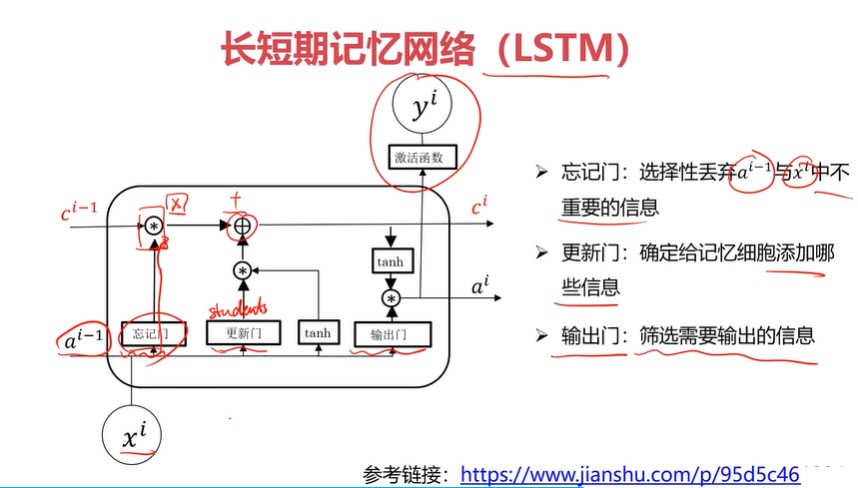 长短期记忆网络（LSTM）
y^i
激活函数
c^{i-1}
x
+
c^i
tanh
a^i
students
a^{i-1}
忘记门
更新门
tanh
输出门
x^i
➢ 忘记门：选择性丢弃a^{i-1}与x^i中不
重要的信息
➢ 更新门：确定给记忆细胞添加哪
些信息
➢ 输出门：筛选需要输出的信息
参考链接：https://www.jianshu.com/p/95d5c46